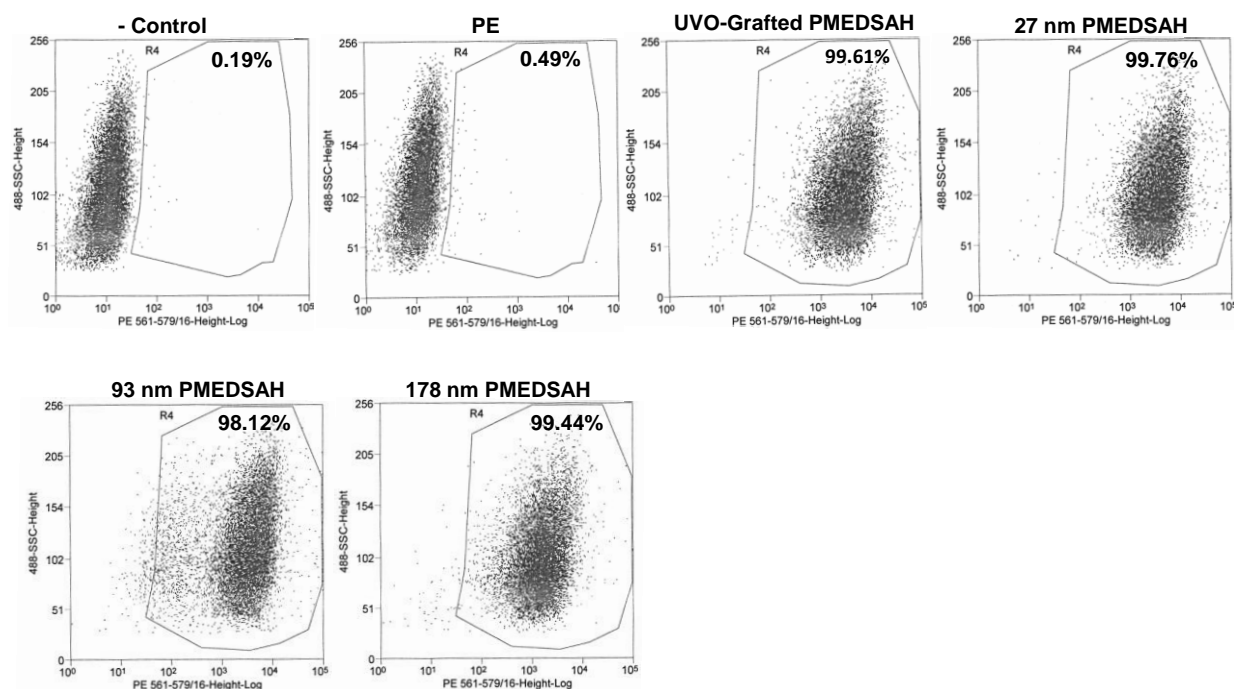 - Control
R4
0.19%
256
205
154
102
51
0
10⁰ 10¹ 10² 10³ 10⁴ 10⁵
488-SSC-Height
PE 561-579/16-Height-Log
PE
R4
0.49%
256
205
154
102
51
0
10⁰ 10¹ 10² 10³ 10⁴ 10⁵
488-SSC-Height
PE 561-579/16-Height-Log
UVO-Grafted PMEDSAH
R4
99.61%
256
205
154
102
51
0
10⁰ 10¹ 10² 10³ 10⁴ 10⁵
488-SSC-Height
PE 561-579/16-Height-Log
27 nm PMEDSAH
R4
99.76%
256
205
154
102
51
0
10⁰ 10¹ 10² 10³ 10⁴ 10⁵
488-SSC-Height
PE 561-579/16-Height-Log
93 nm PMEDSAH
R4
98.12%
256
205
154
102
51
0
10⁰ 10¹ 10² 10³ 10⁴ 10⁵
488-SSC-Height
PE 561-579/16-Height-Log
178 nm PMEDSAH
R4
99.44%
256
205
154
102
51
0
10⁰ 10¹ 10² 10³ 10⁴ 10⁵
488-SSC-Height
PE 561-579/16-Height-Log